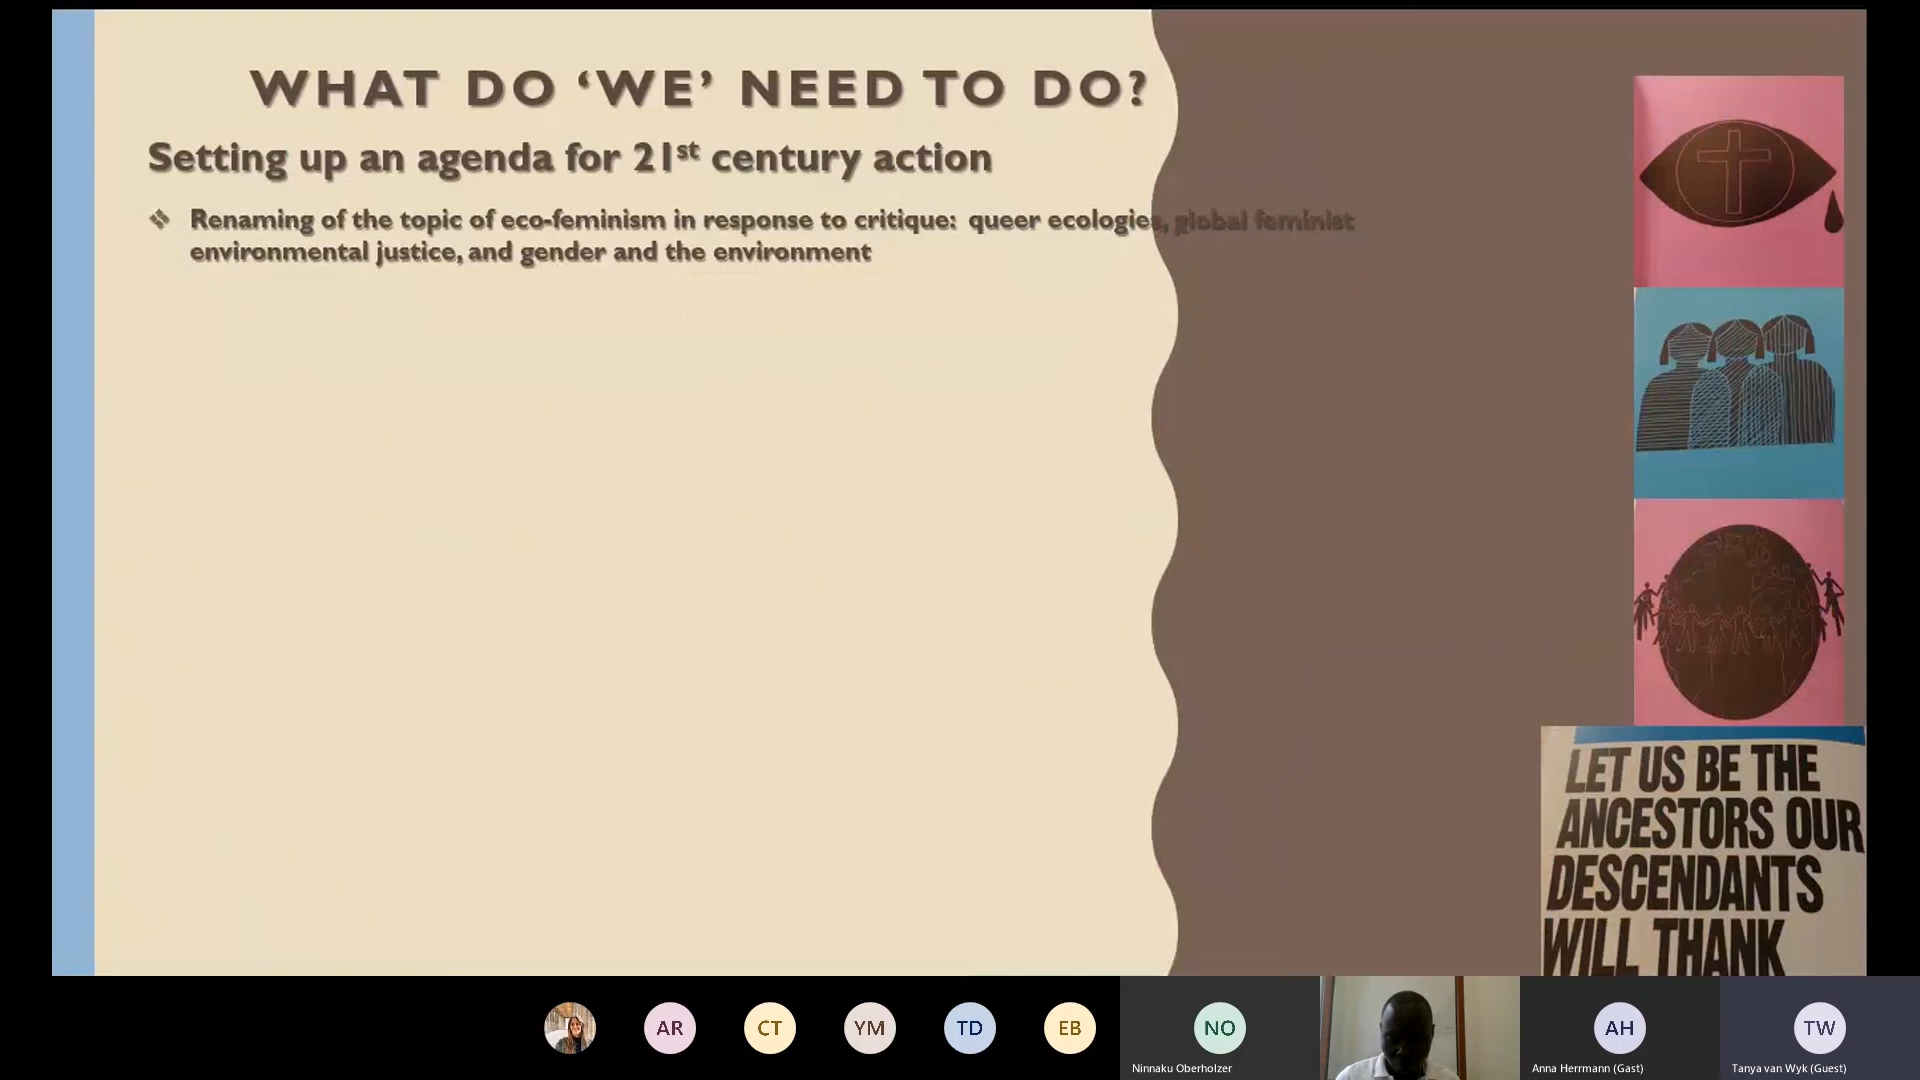 WHAT DO ‘WE’ NEED TO DO?
Setting up an agenda for 21st century action
Renaming of the topic of eco-feminism in response to critique: queer ecologies, global feminist
environmental justice, and gender and the environment
LET US BE THE
ANCESTORS OUR
DESCENDANTS
WILL THANK
AR
CT
YM
TD
EB
NO
AH
TW
Ninnaku Oberholzer
Anna Herrmann (Gast)
Tanya van Wyk (Guest)